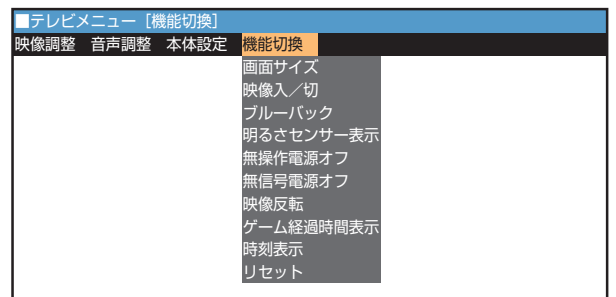 ■テレビメニュー［機能切換］
映像調整 音声調整 本体設定 機能切換
画面サイズ
映像入／切
ブルーバック
明るさセンサー表示
無操作電源オフ
無信号電源オフ
映像反転
ゲーム経過時間表示
時刻表示
リセット